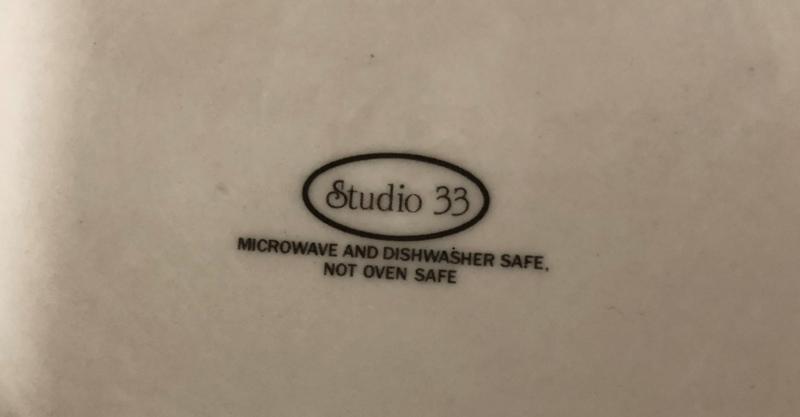 Studio 33
MICROWAVE AND DISHWASHER SAFE,
NOT OVEN SAFE